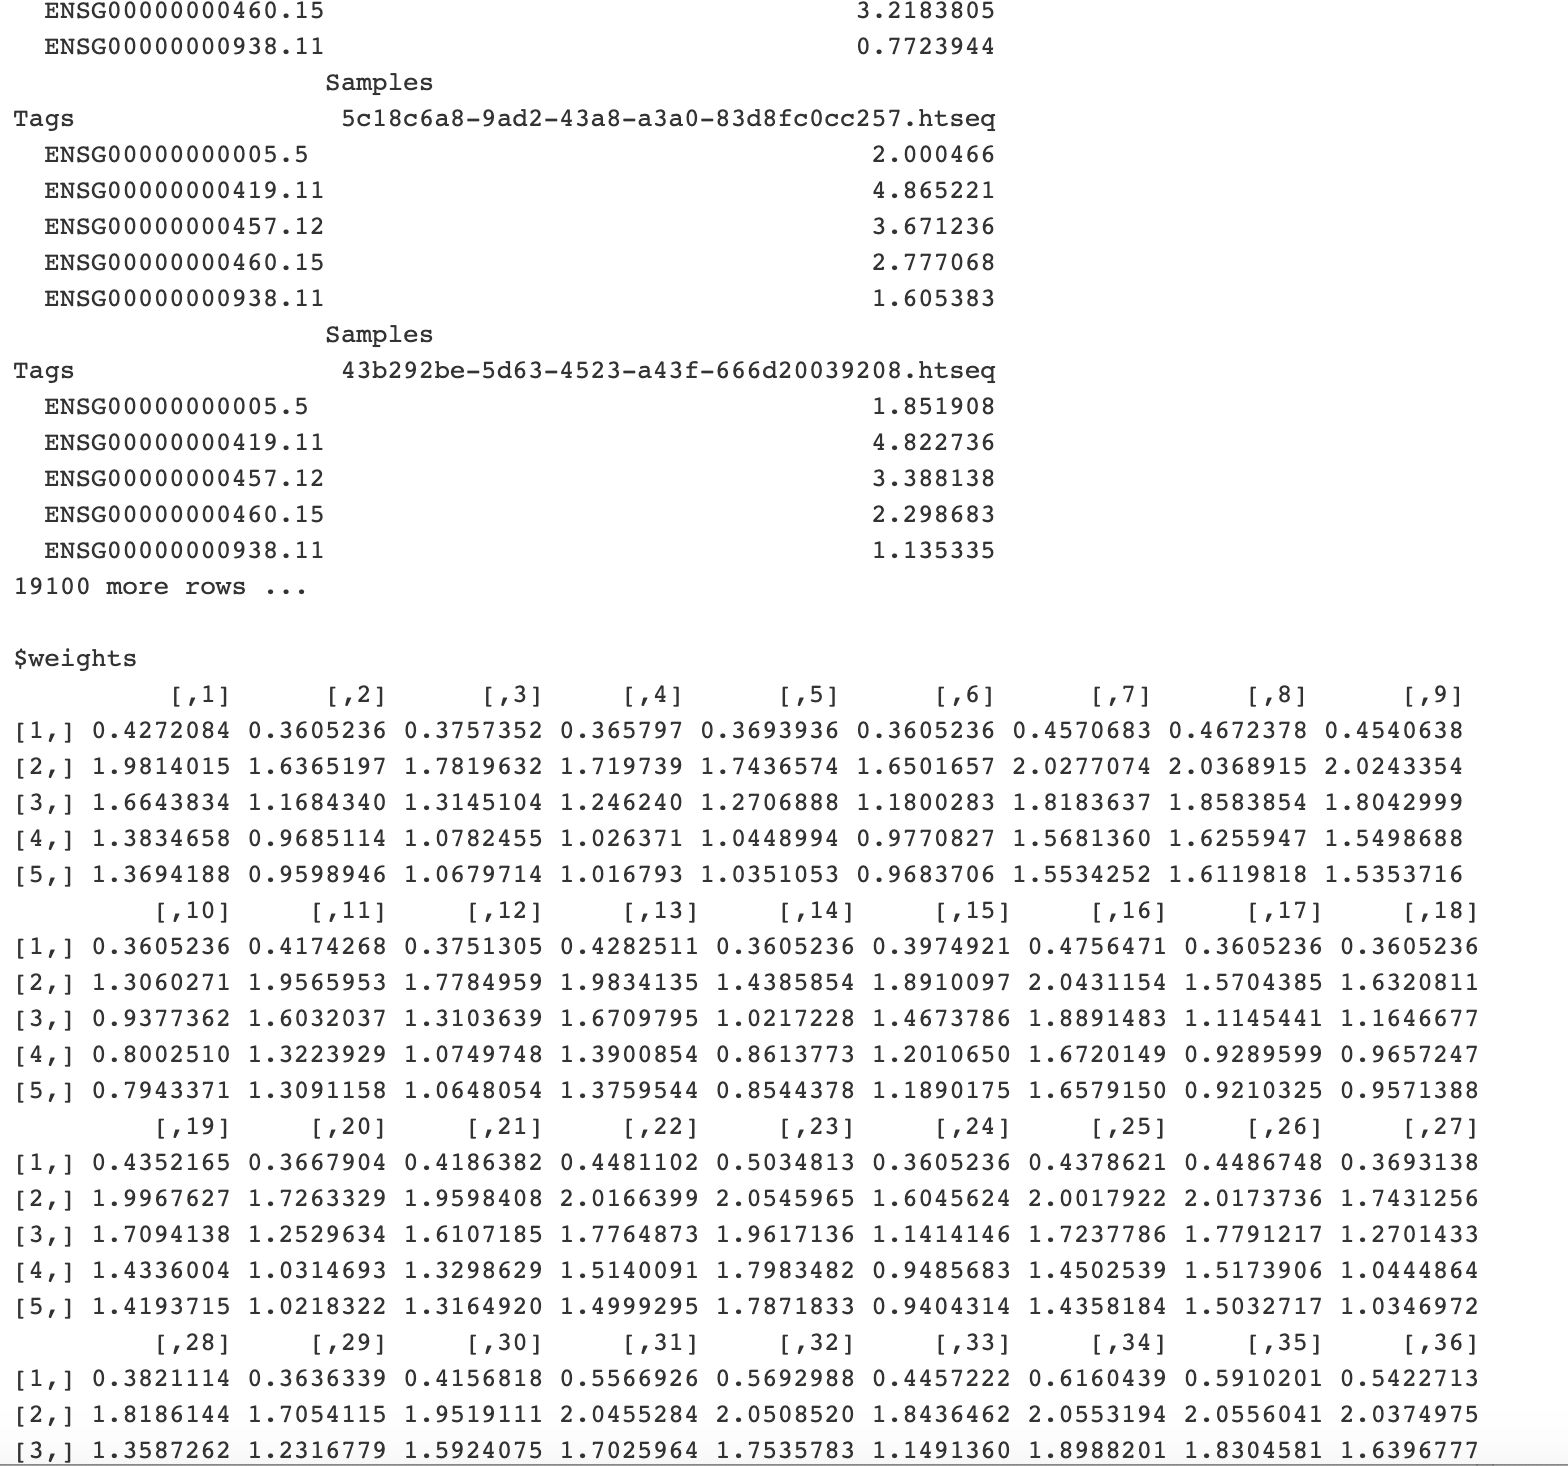 ENSG00000000460.15 3.2183805
ENSG00000000938.11 0.7723944
Samples
Tags 5c18c6a8-9ad2-43a8-a3a0-83d8fc0cc257.htseq
ENSG00000000005.5 2.000466
ENSG00000000419.11 4.865221
ENSG00000000457.12 3.671236
ENSG00000000460.15 2.777068
ENSG00000000938.11 1.605383
Samples
Tags 43b292be-5d63-4523-a43f-666d20039208.htseq
ENSG00000000005.5 1.851908
ENSG00000000419.11 4.822736
ENSG00000000457.12 3.388138
ENSG00000000460.15 2.298683
ENSG00000000938.11 1.135335
19100 more rows ...
$weights
[,1] [,2] [,3] [,4] [,5] [,6] [,7] [,8] [,9]
[1,] 0.4272084 0.3605236 0.3757352 0.365797 0.3693936 0.3605236 0.4570683 0.4672378 0.4540638
[2,] 1.9814015 1.6365197 1.7819632 1.719739 1.7436574 1.6501657 2.0277074 2.0368915 2.0243354
[3,] 1.6643834 1.1684340 1.3145104 1.246240 1.2706888 1.1800283 1.8183637 1.8583854 1.8042999
[4,] 1.3834658 0.9685114 1.0782455 1.026371 1.0448994 0.9770827 1.5681360 1.6255947 1.5498688
[5,] 1.3694188 0.9598946 1.0679714 1.016793 1.0351053 0.9683706 1.5534252 1.6119818 1.5353716
[,10] [,11] [,12] [,13] [,14] [,15] [,16] [,17] [,18]
[1,] 0.3605236 0.4174268 0.3751305 0.4282511 0.3605236 0.3974921 0.4756471 0.3605236 0.3605236
[2,] 1.3060271 1.9565953 1.7784959 1.9834135 1.4385854 1.8910097 2.0431154 1.5704385 1.6320811
[3,] 0.9377362 1.6032037 1.3103639 1.6709795 1.0217228 1.4673786 1.8891483 1.1145441 1.1646677
[4,] 0.8002510 1.3223929 1.0749748 1.3900854 0.8613773 1.2010650 1.6720149 0.9289599 0.9657247
[5,] 0.7943371 1.3091158 1.0648054 1.3759544 0.8544378 1.1890175 1.6579150 0.9210325 0.9571388
[,19] [,20] [,21] [,22] [,23] [,24] [,25] [,26] [,27]
[1,] 0.4352165 0.3667904 0.4186382 0.4481102 0.5034813 0.3605236 0.4378621 0.4486748 0.3693138
[2,] 1.9967627 1.7263329 1.9598408 2.0166399 2.0545965 1.6045624 2.0017922 2.0173736 1.7431256
[3,] 1.7094138 1.2529634 1.6107185 1.7764873 1.9617136 1.1414146 1.7237786 1.7791217 1.2701433
[4,] 1.4336004 1.0314693 1.3298629 1.5140091 1.7983482 0.9485683 1.4502539 1.5173906 1.0444864
[5,] 1.4193715 1.0218322 1.3164920 1.4999295 1.7871833 0.9404314 1.4358184 1.5032717 1.0346972
[,28] [,29] [,30] [,31] [,32] [,33] [,34] [,35] [,36]
[1,] 0.3821114 0.3636339 0.4156818 0.5566926 0.5692988 0.4457222 0.6160439 0.5910201 0.5422713
[2,] 1.8186144 1.7054115 1.9519111 2.0455284 2.0508520 1.8436462 2.0553194 2.0556041 2.0374975
[3,] 1.3587262 1.2316779 1.5924075 1.7025964 1.7535783 1.1491360 1.8988201 1.8304581 1.6396777